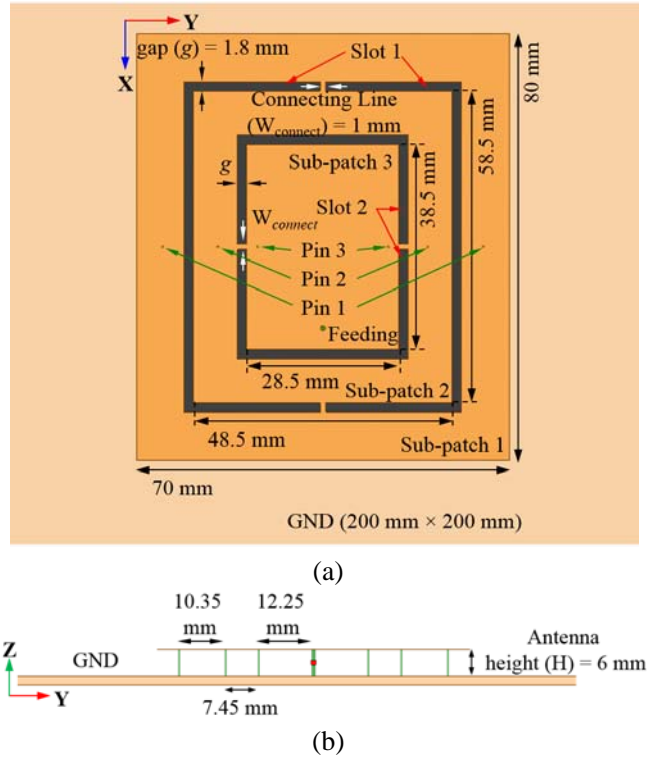 Y
X
gap (g) = 1.8 mm
Slot 1
80 mm
Connecting Line
(Wconnect) = 1 mm
58.5 mm
Sub-patch 3
g
Slot 2
38.5 mm
Wconnect
Pin 3
Pin 2
Pin 1
Feeding
28.5 mm
Sub-patch 2
48.5 mm
Sub-patch 1
70 mm
GND (200 mm × 200 mm)
(a)
10.35
mm
12.25
mm
Z
GND
Antenna
height (H) = 6 mm
Y
7.45 mm
(b)